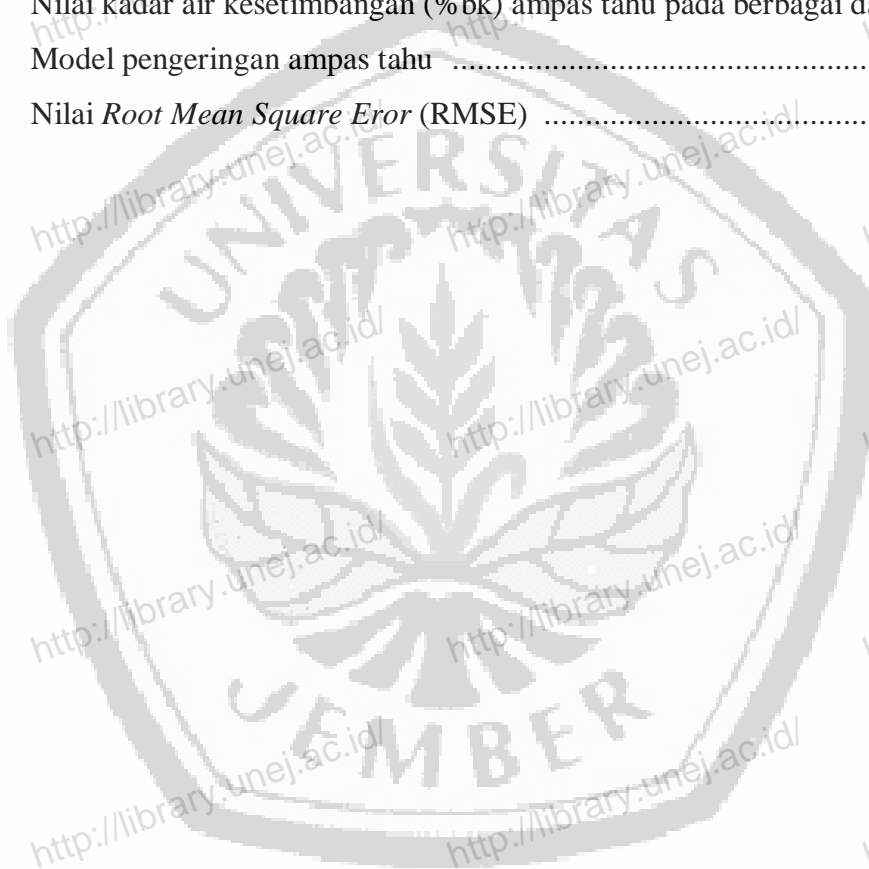 Nilai kadar air kesetimbangan (%bk) ampas tahu pada berbagai
Model pengeringan ampas tahu ..................................................
Nilai Root Mean Square Eror (RMSE) .......................................
http://library.unej.ac.id/ http://library.unej.ac.id/
UNIVERSITAS
http://library.unej.ac.id/ http://library.unej.ac.id/
http://library.unej.ac.id/ http://library.unej.ac.id/
JEMBER
http://library.unej.ac.id/ http://library.unej.ac.id/